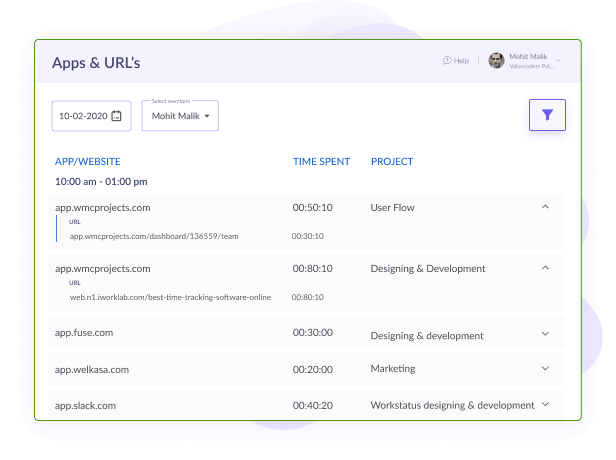 Apps & URL's
Help
Mohit Malik
Valuecoders Pvt...
10-02-2020
Select members
Mohit Malik
APP/WEBSITE TIME SPENT PROJECT
10:00 am - 01:00 pm
app.wmcprojects.com 00:50:10 User Flow
URL
app.wmcprojects.com/dashboard/136559/team 00:30:10
app.wmcprojects.com 00:80:10 Designing & Development
URL
web.n1.iworklab.com/best-time-tracking-software-online 00:80:10
app.fuse.com 00:30:00 Designing & development
app.welkasa.com 00:20:00 Marketing
app.slack.com 00:40:20 Workstatus designing & development